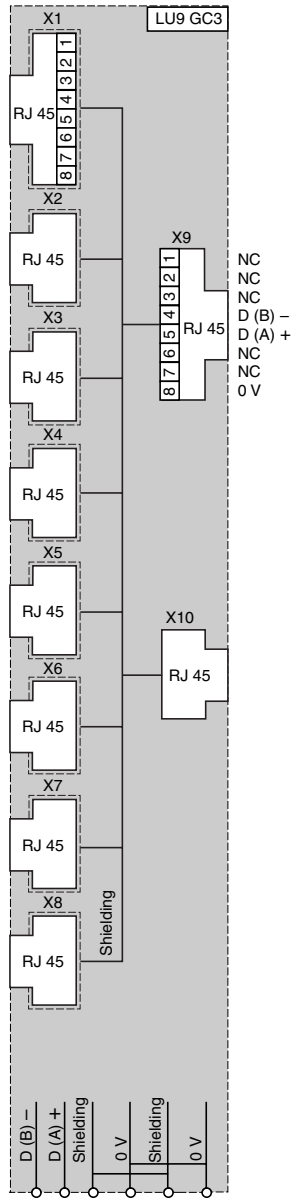 LU9 GC3
X1
RJ 45
1
2
3
4
5
6
7
8
X2
RJ 45
X3
RJ 45
X4
RJ 45
X5
RJ 45
X6
RJ 45
X7
RJ 45
X8
RJ 45
Shielding
X9
RJ 45
1
2
3
4
5
6
7
8
NC
NC
NC
D (B) –
D (A) +
NC
NC
0 V
X10
RJ 45
D (B) –
D (A) +
Shielding
0 V
Shielding
0 V